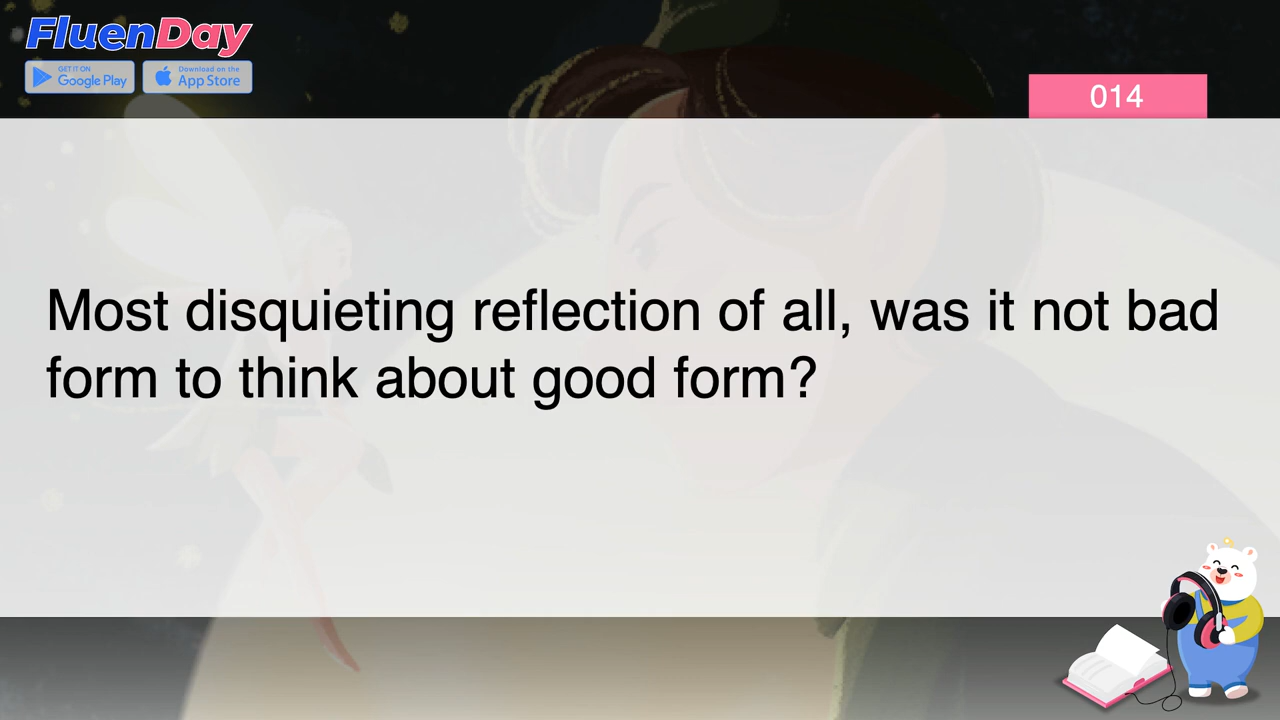 FluenDay
GET IT ON
Google Play
Download on the
App Store
014
Most disquieting reflection of all, was it not bad
form to think about good form?